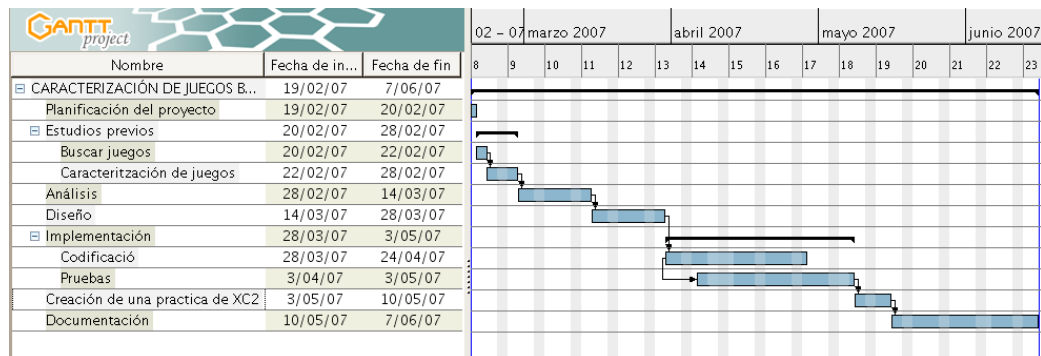 GANTT
project
02 - 07 marzo 2007 abril 2007 mayo 2007 junio 2007
Nombre Fecha de in... Fecha de fin 8 9 10 11 12 13 14 15 16 17 18 19 20 21 22 23
CARACTERIZACIÓN DE JUEGOS B... 19/02/07 7/06/07
Planificación del proyecto 19/02/07 20/02/07
Estudios previos 20/02/07 28/02/07
Buscar juegos 20/02/07 22/02/07
Caracteritzación de juegos 22/02/07 28/02/07
Análisis 28/02/07 14/03/07
Diseño 14/03/07 28/03/07
Implementación 28/03/07 3/05/07
Codificació 28/03/07 24/04/07
Pruebas 3/04/07 3/05/07
Creación de una practica de XC2 3/05/07 10/05/07
Documentación 10/05/07 7/06/07